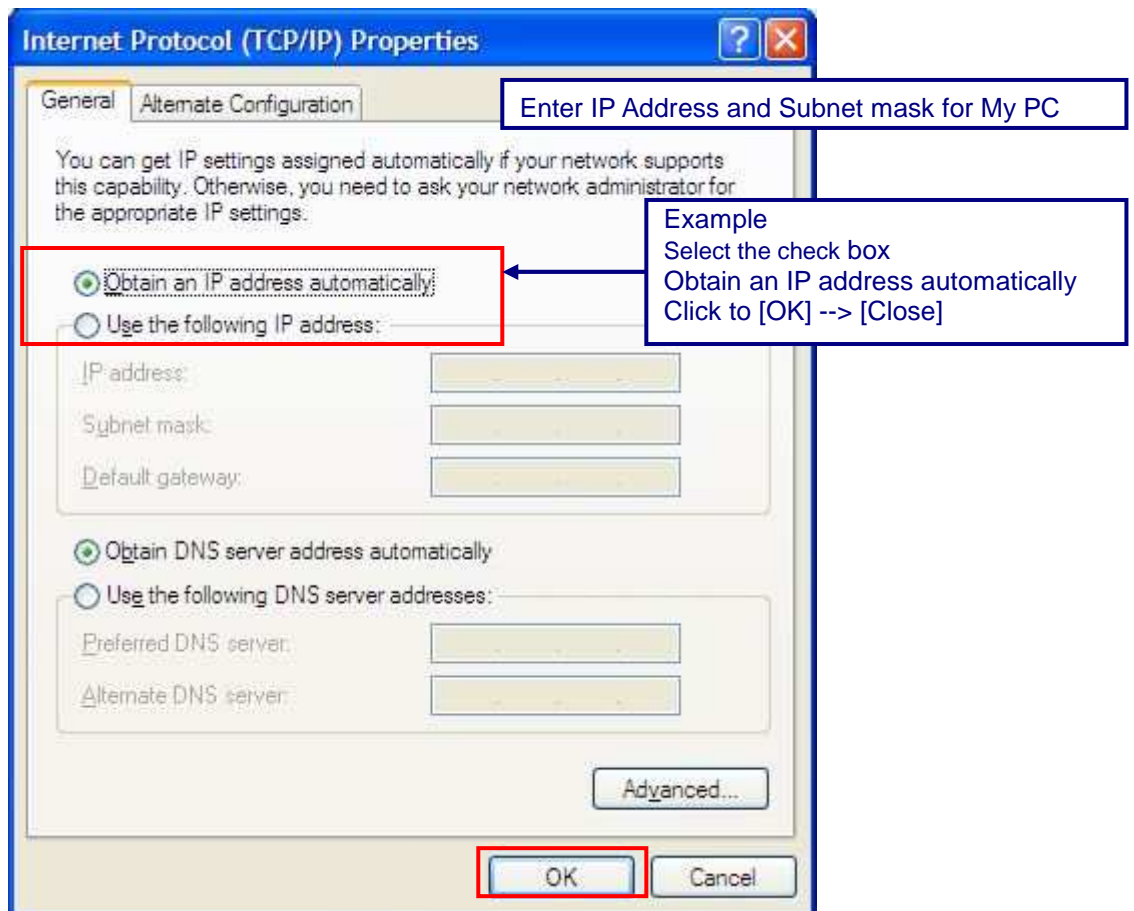 Internet Protocol (TCP/IP) Properties
General
Alternate Configuration
Enter IP Address and Subnet mask for My PC
You can get IP settings assigned automatically if your network supports
this capability. Otherwise, you need to ask your network administrator for
the appropriate IP settings.
Example
Select the check box
Obtain an IP address automatically
Click to [OK] --> [Close]
Obtain an IP address automatically
Use the following IP address:
IP address:
Subnet mask:
Default gateway:
Obtain DNS server address automatically
Use the following DNS server addresses:
Preferred DNS server:
Alternate DNS server:
Advanced...
OK
Cancel